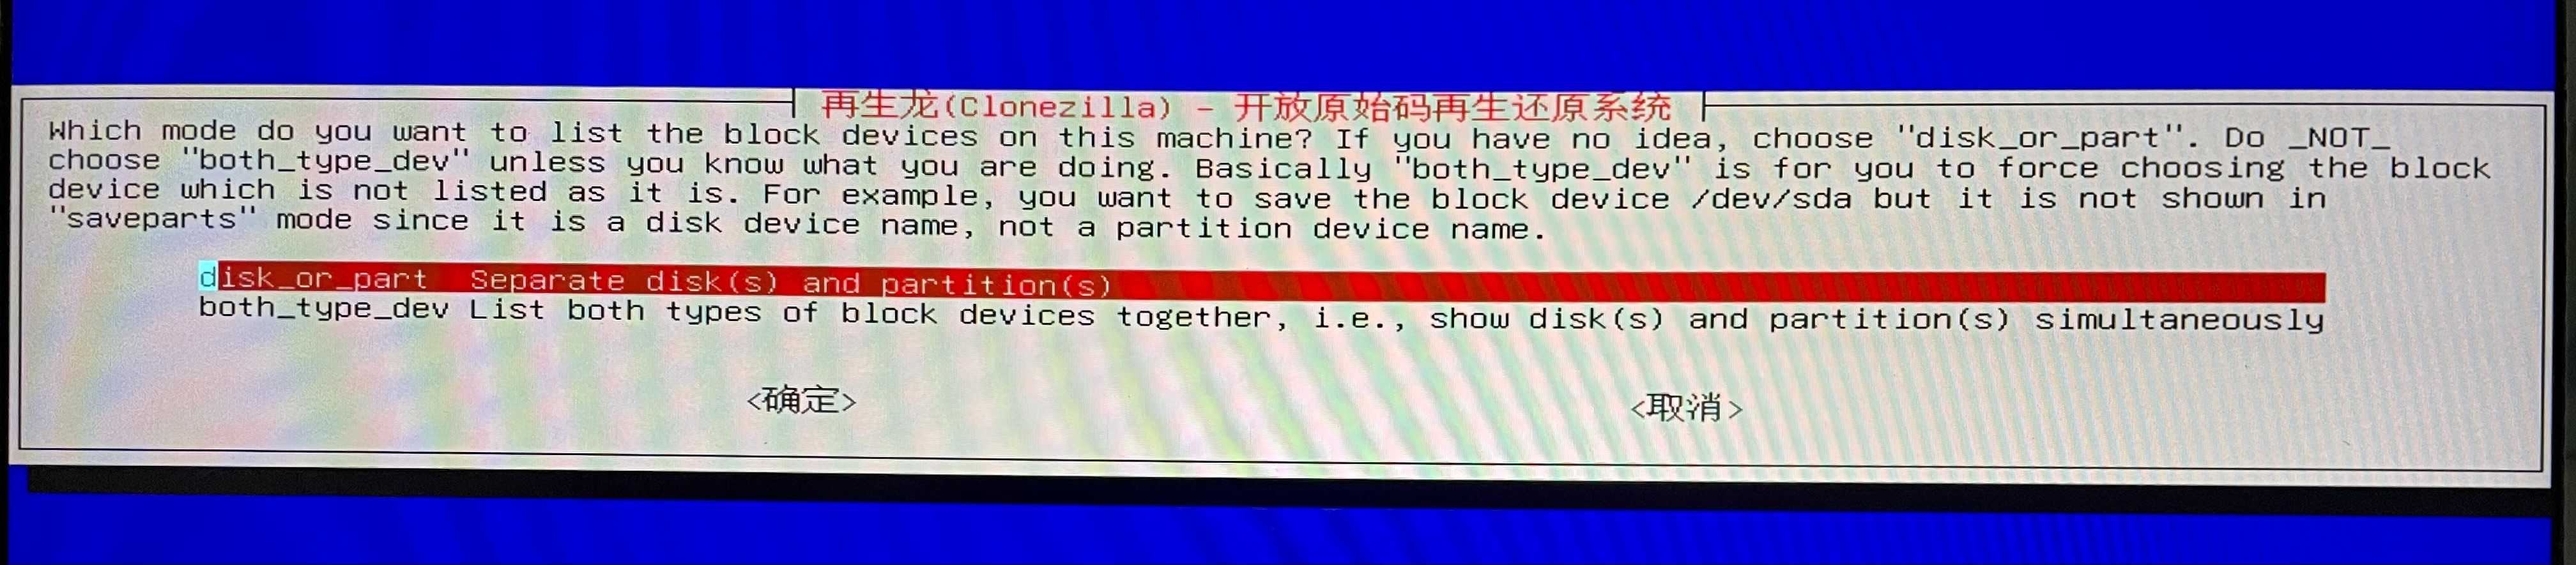 再生龙(Clonezilla) - 开放原始码再生还原系统
Which mode do you want to list the block devices on this machine? If you have no idea, choose "disk_or_part". Do _NOT_
choose "both_type_dev" unless you know what you are doing. Basically "both_type_dev" is for you to force choosing the block
device which is not listed as it is. For example, you want to save the block device /dev/sda but it is not shown in
"saveparts" mode since it is a disk device name, not a partition device name.
disk_or_part  Separate disk(s) and partition(s)
both_type_dev List both types of block devices together, i.e., show disk(s) and partition(s) simultaneously
<确定> <取消>